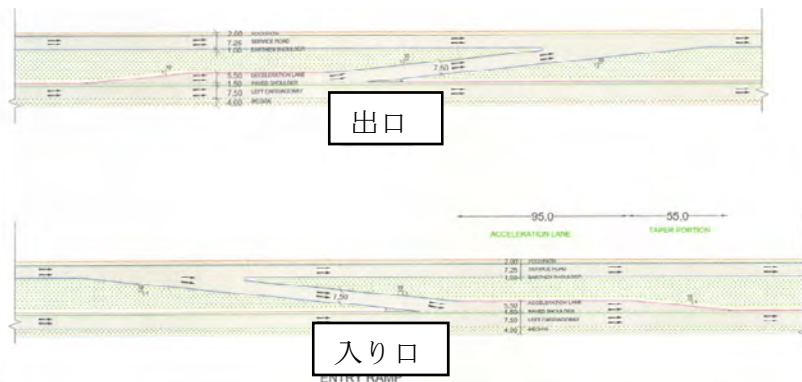 2.00 FOOTPATH
7.25 SERVICE ROAD
1.00 EARTHEN SHOULDER
5.50 DECELERATION LANE
1.50 PAVED SHOULDER
7.50 LEFT CARRIAGEWAY
4.00 MEDIAN
7.50
出口
95.0 55.0
ACCELERATION LANE TAPER PORTION
2.00 FOOTPATH
7.25 SERVICE ROAD
1.00 EARTHEN SHOULDER
7.50
5.50 ACCELERATION LANE
1.50 PAVED SHOULDER
7.50 LEFT CARRIAGEWAY
4.00 MEDIAN
入り口
ENTRY RAMP